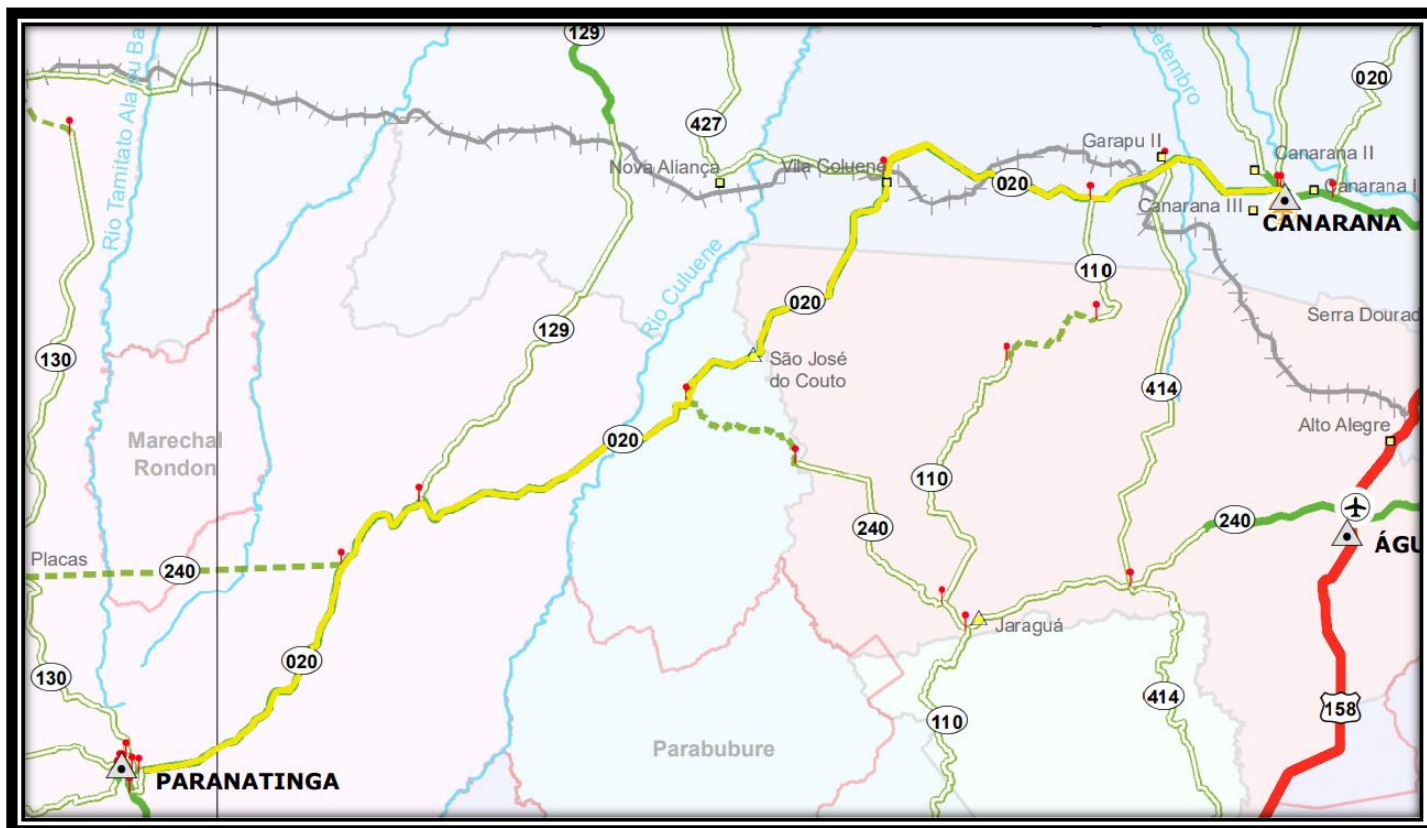 129
020
Rio Tamitato Ala ou Ba
Setembro
427
Garapu II
Nova Aliança
Vila Coluene
020
Canarana II
Canarana I
Canarana III
CANARANA
110
Rio Culuene
020
129
Serra Dourad
130
São José
do Couto
414
Marechal
Rondon
020
Alto Alegre
110
240
240
Placas
240
ÁGU
Jaraguá
020
130
414
158
110
Parabubure
PARANATINGA